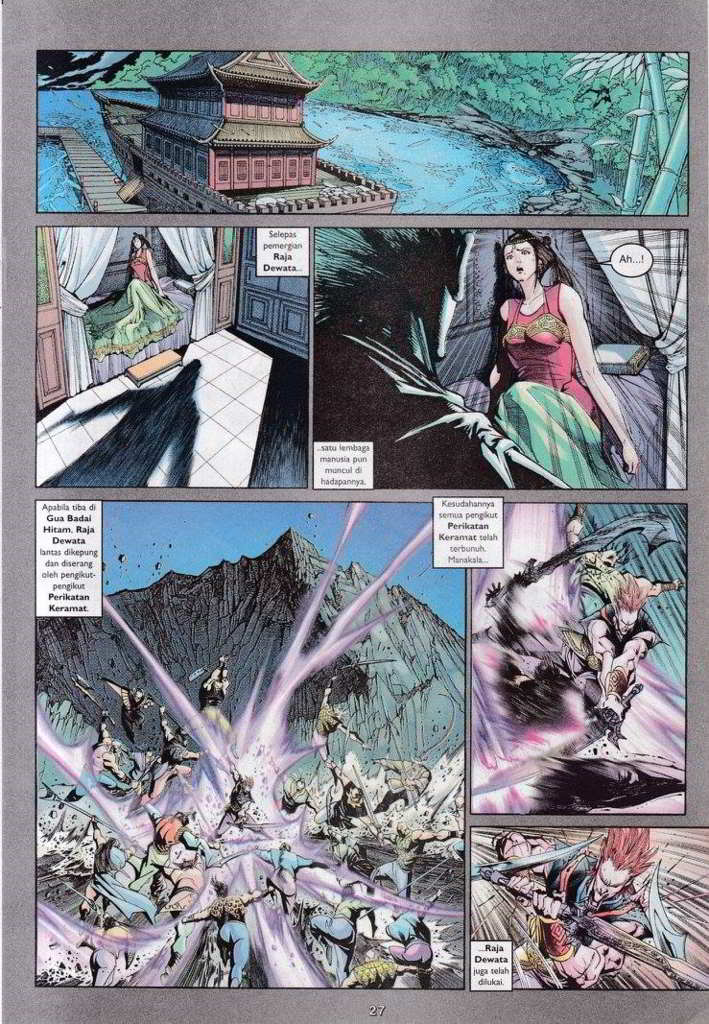 Selepas
pemergian
Raja
Dewata...
Ah...!
...satu lembaga
manusia pun
muncul di
hadapannya.
Apabila tiba di
Gua Badai
Hitam, Raja
Dewata
lantas dikepung
dan diserang
oleh pengikut-
pengikut
Perikatan
Keramat.
Kesudahannya
semua pengikut
Perikatan
Keramat telah
terbunuh.
Manakala...
...Raja
Dewata
juga telah
dilukai.
27